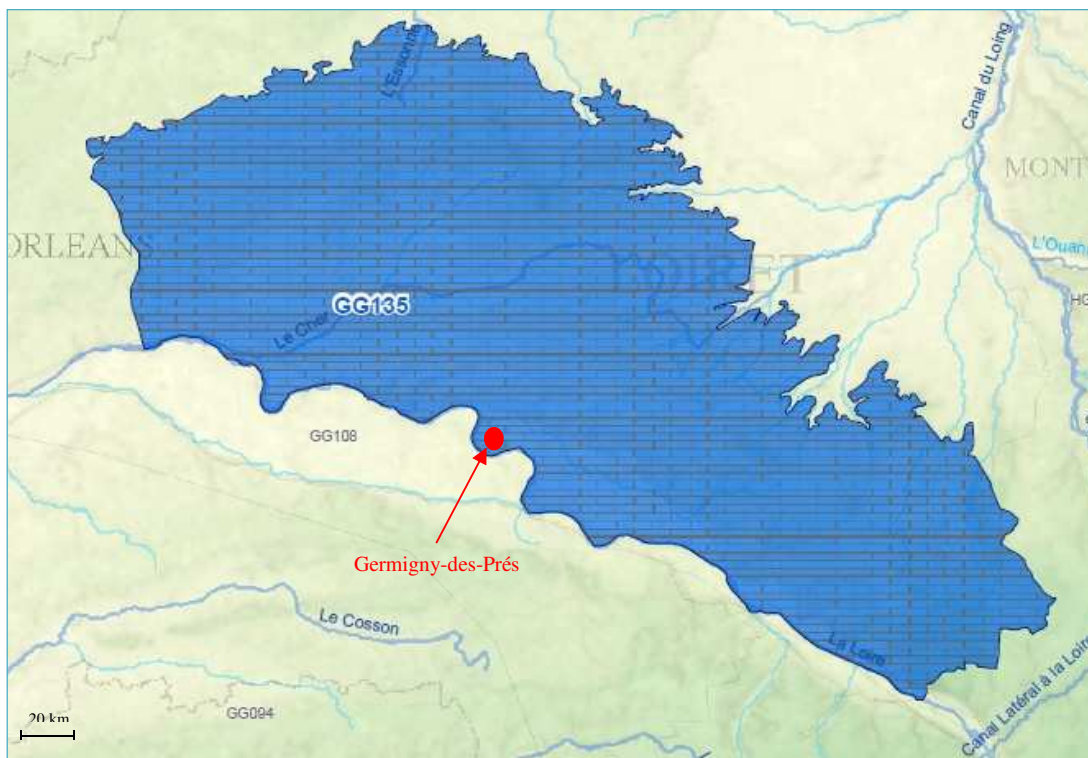 L'Essonne
Canal du Loing
MONT
ORLEANS
LOIRET
L'Ouan
HG
GG135
Le Cher
GG108
Germigny-des-Prés
Le Cosson
La Loire
Canal Latéral à la Loire
GG094
20 km